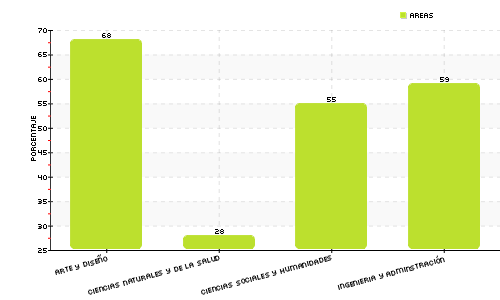 AREAS
70
65
60
55
50
45
40
35
30
25
PORCENTAJE
68
28
55
59
ARTE Y DISEÑO
CIENCIAS NATURALES Y DE LA SALUD
CIENCIAS SOCIALES Y HUMANIDADES
INGENIERIA Y ADMINSTRACIÓN